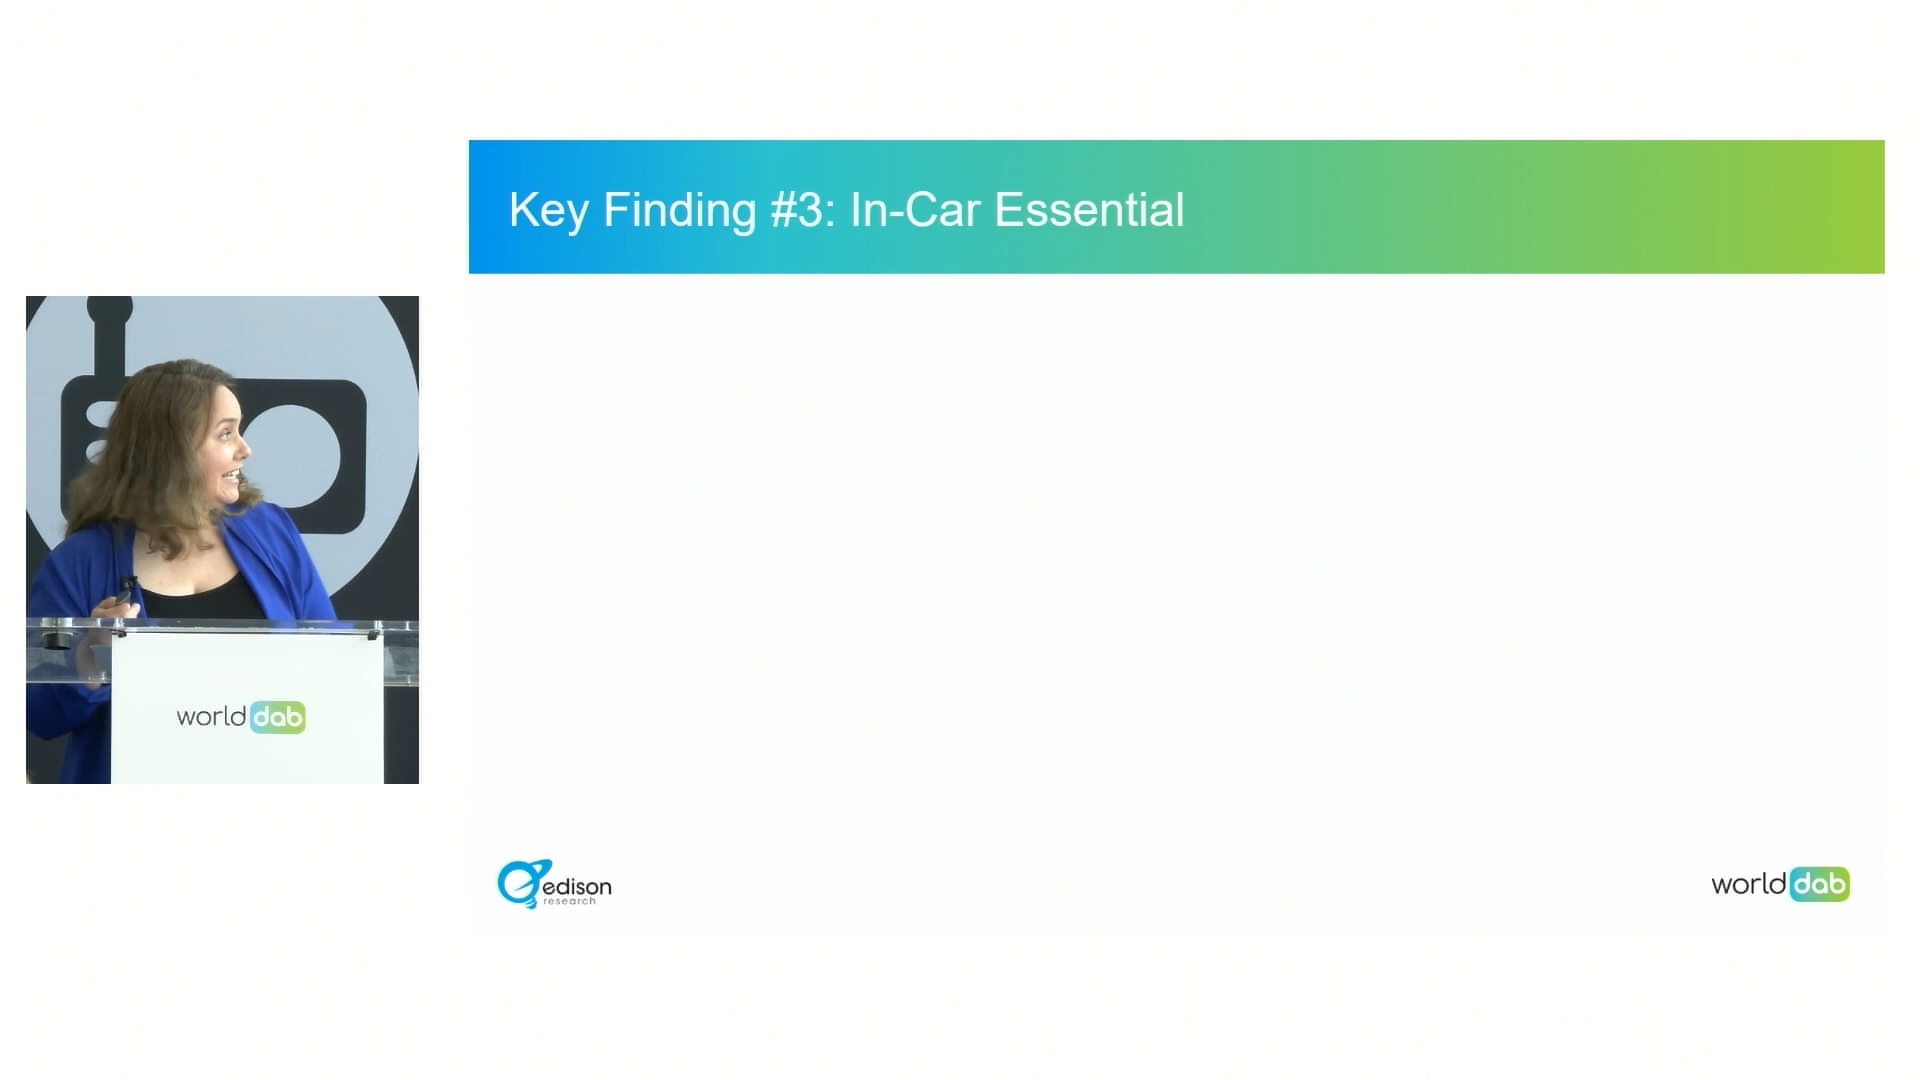 Key Finding #3: In-Car Essential
world dab
edison
research
world dab